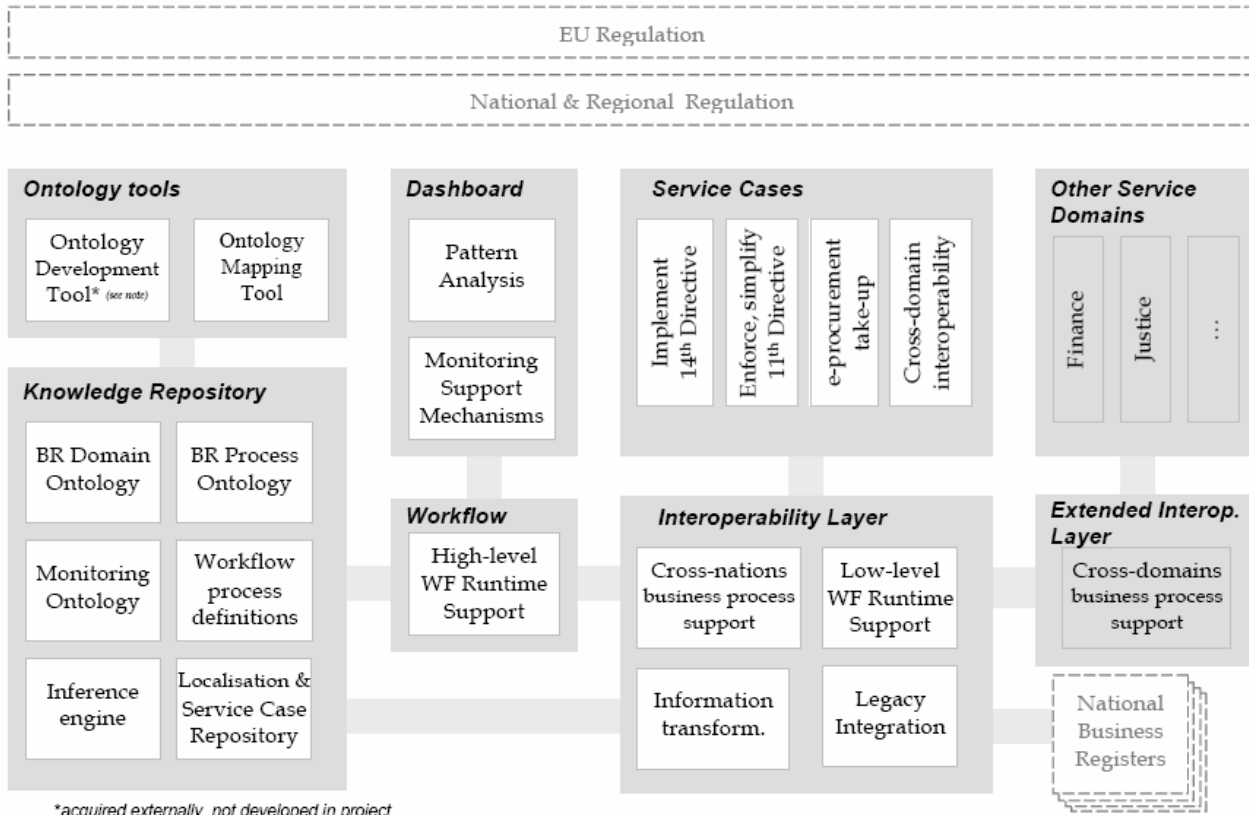 EU Regulation
National & Regional Regulation
Ontology tools
Ontology
Development
Tool* (see note)
Ontology
Mapping
Tool
Knowledge Repository
BR Domain
Ontology
BR Process
Ontology
Monitoring
Ontology
Workflow
process
definitions
Inference
engine
Localisation &
Service Case
Repository
*acquired externally, not developed in project
Dashboard
Pattern
Analysis
Monitoring
Support
Mechanisms
Workflow
High-level
WF Runtime
Support
Service Cases
Implement
14th Directive
Enforce, simplify
11th Directive
e-procurement
take-up
Cross-domain
interoperability
Interoperability Layer
Cross-nations
business process
support
Low-level
WF Runtime
Support
Information
transform.
Legacy
Integration
Other Service
Domains
Finance
Justice
...
Extended Interop.
Layer
Cross-domains
business process
support
National
Business
Registers